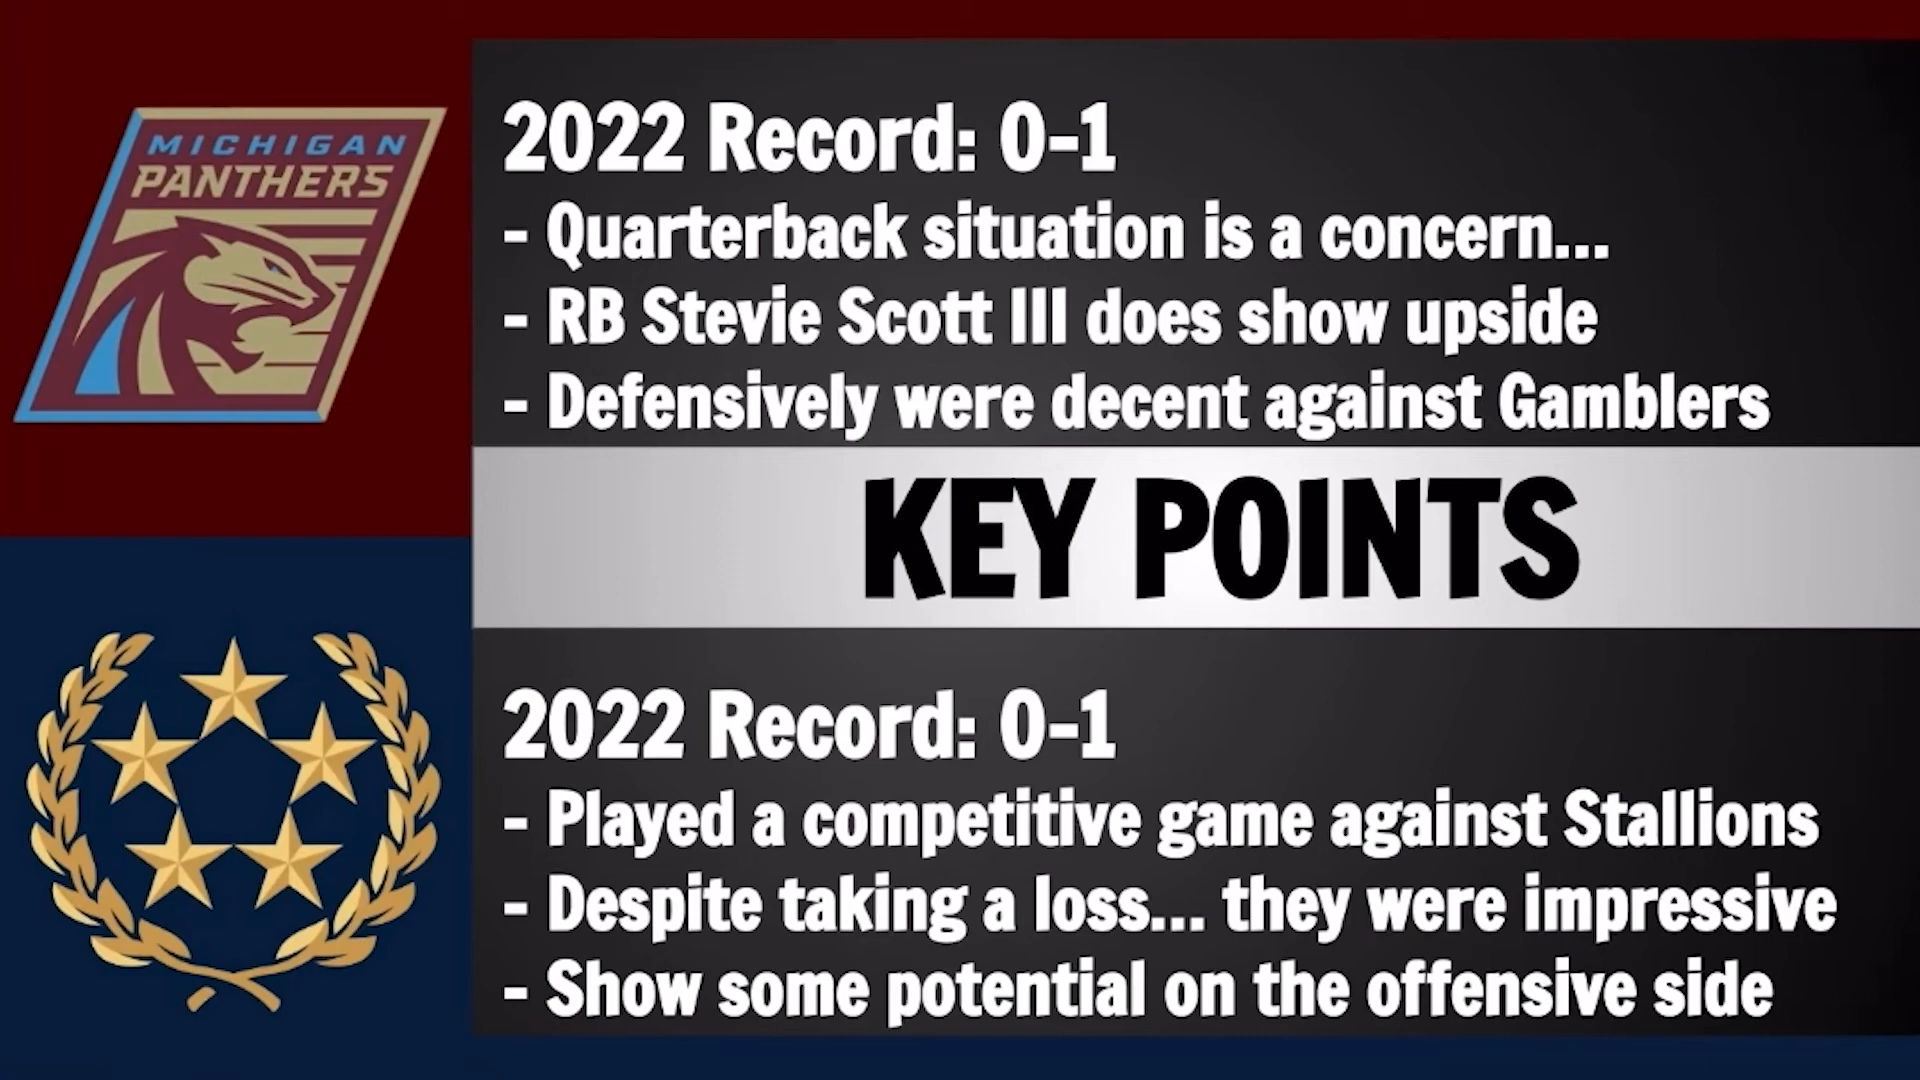 MICHIGAN
PANTHERS
2022 Record: 0-1
- Quarterback situation is a concern...
- RB Stevie Scott III does show upside
- Defensively were decent against Gamblers
KEY POINTS
2022 Record: 0-1
- Played a competitive game against Stallions
- Despite taking a loss... they were impressive
- Show some potential on the offensive side